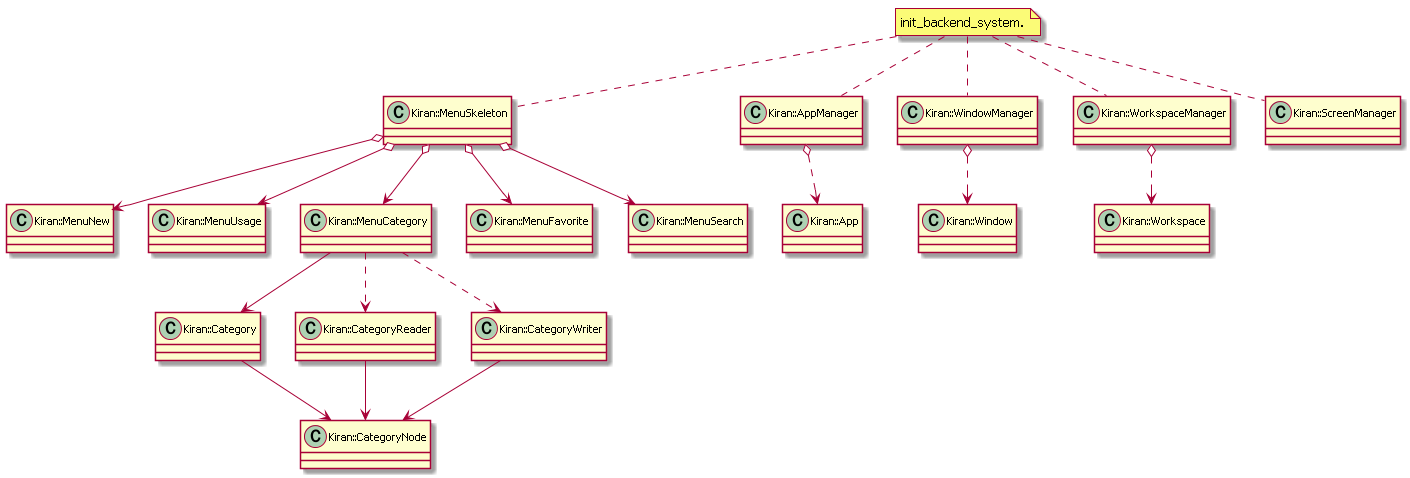 init_backend_system.
C Kiran::MenuSkeleton
C Kiran::AppManager
C Kiran::WindowManager
C Kiran::WorkspaceManager
C Kiran::ScreenManager
C Kiran::MenuNew
C Kiran::MenuUsage
C Kiran::MenuCategory
C Kiran::MenuFavorite
C Kiran::MenuSearch
C Kiran::App
C Kiran::Window
C Kiran::Workspace
C Kiran::Category
C Kiran::CategoryReader
C Kiran::CategoryWriter
C Kiran::CategoryNode